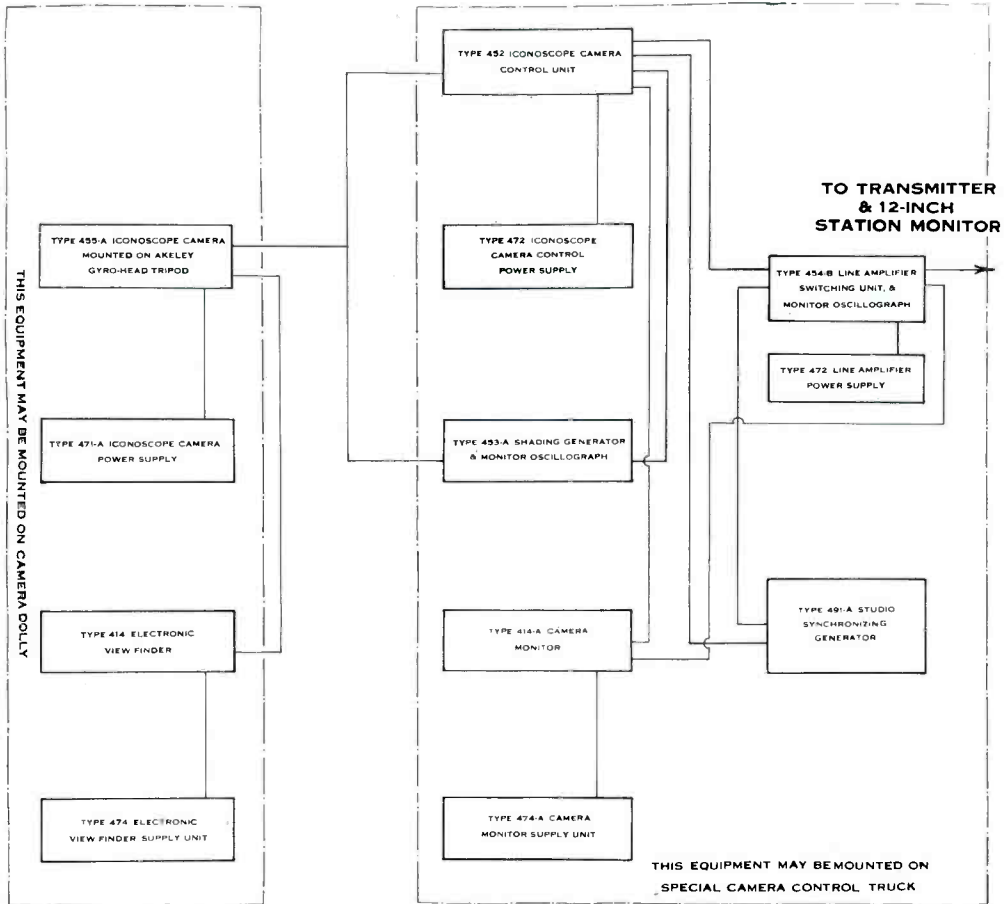 THIS EQUIPMENT MAY BE MOUNTED ON CAMERA DOLLY
TYPE 455-A ICONOSCOPE CAMERA
MOUNTED ON AKELEY
GYRO-HEAD TRIPOD
TYPE 471-A ICONOSCOPE CAMERA
POWER SUPPLY
TYPE 414 ELECTRONIC
VIEW FINDER
TYPE 474 ELECTRONIC
VIEW FINDER SUPPLY UNIT
TYPE 452 ICONOSCOPE CAMERA
CONTROL UNIT
TYPE 472 ICONOSCOPE
CAMERA CONTROL
POWER SUPPLY
TYPE 453-A SHADING GENERATOR
& MONITOR OSCILLOGRAPH
TYPE 414-A CAMERA
MONITOR
TYPE 474-A CAMERA
MONITOR SUPPLY UNIT
TO TRANSMITTER
& 12-INCH
STATION MONITOR
TYPE 454-B LINE AMPLIFIER
SWITCHING UNIT, &
MONITOR OSCILLOGRAPH
TYPE 472 LINE AMPLIFIER
POWER SUPPLY
TYPE 491-A STUDIO
SYNCHRONIZING
GENERATOR
THIS EQUIPMENT MAY BEMOUNTED ON
SPECIAL CAMERA CONTROL TRUCK